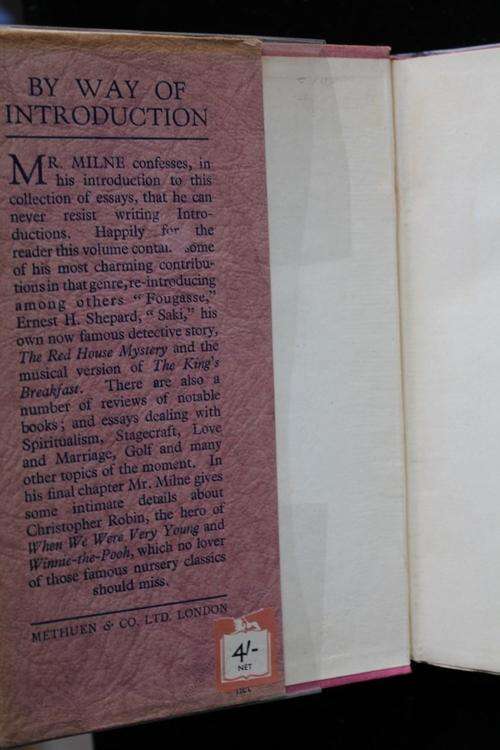 BY WAY OF
INTRODUCTION
MR. MILNE confesses, in
his introduction to this
collection of essays, that he can
never resist writing Intro-
ductions. Happily for the
reader this volume contai some
of his most charming contribu-
tions in that genre, re-introducing
among others "Fougasse,"
Ernest H. Shepard, "Saki," his
own now famous detective story,
The Red House Mystery and the
musical version of The King's
Breakfast. There are also a
number of reviews of notable
books; and essays dealing with
Spiritualism, Stagecraft, Love
and Marriage, Golf and many
other topics of the moment. In
his final chapter Mr. Milne gives
some intimate details about
Christopher Robin, the hero of
When We Were Very Young and
Winnie-the-Pooh, which no lover
of those famous nursery classics
should miss.
METHUEN & CO. LTD. LONDON
4/-
NET